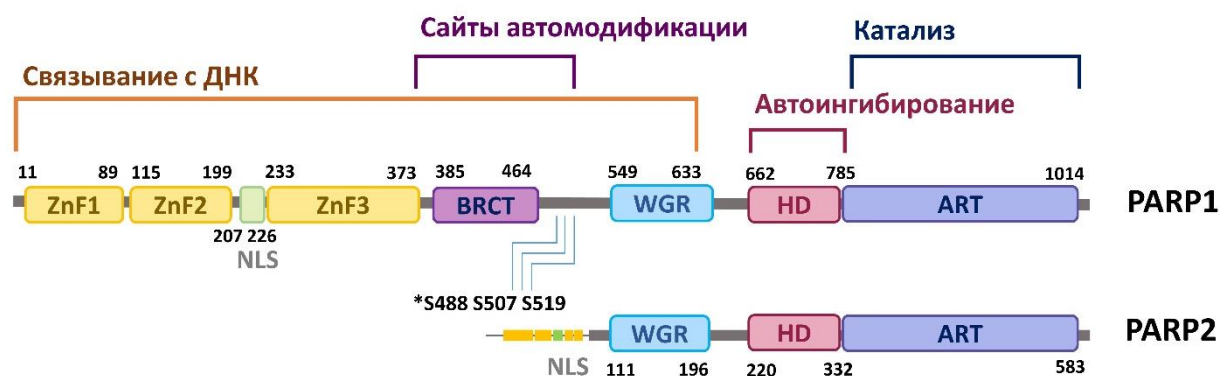 Сайты автомодификации
Катализ
Связывание с ДНК
Автоингибирование
11 89 115 199 233 373 385 464 549 633 662 785 1014
ZnF1 ZnF2 ZnF3 BRCT WGR HD ART PARP1
207 226
NLS
*S488 S507 S519
WGR HD ART PARP2
NLS 111 196 220 332 583